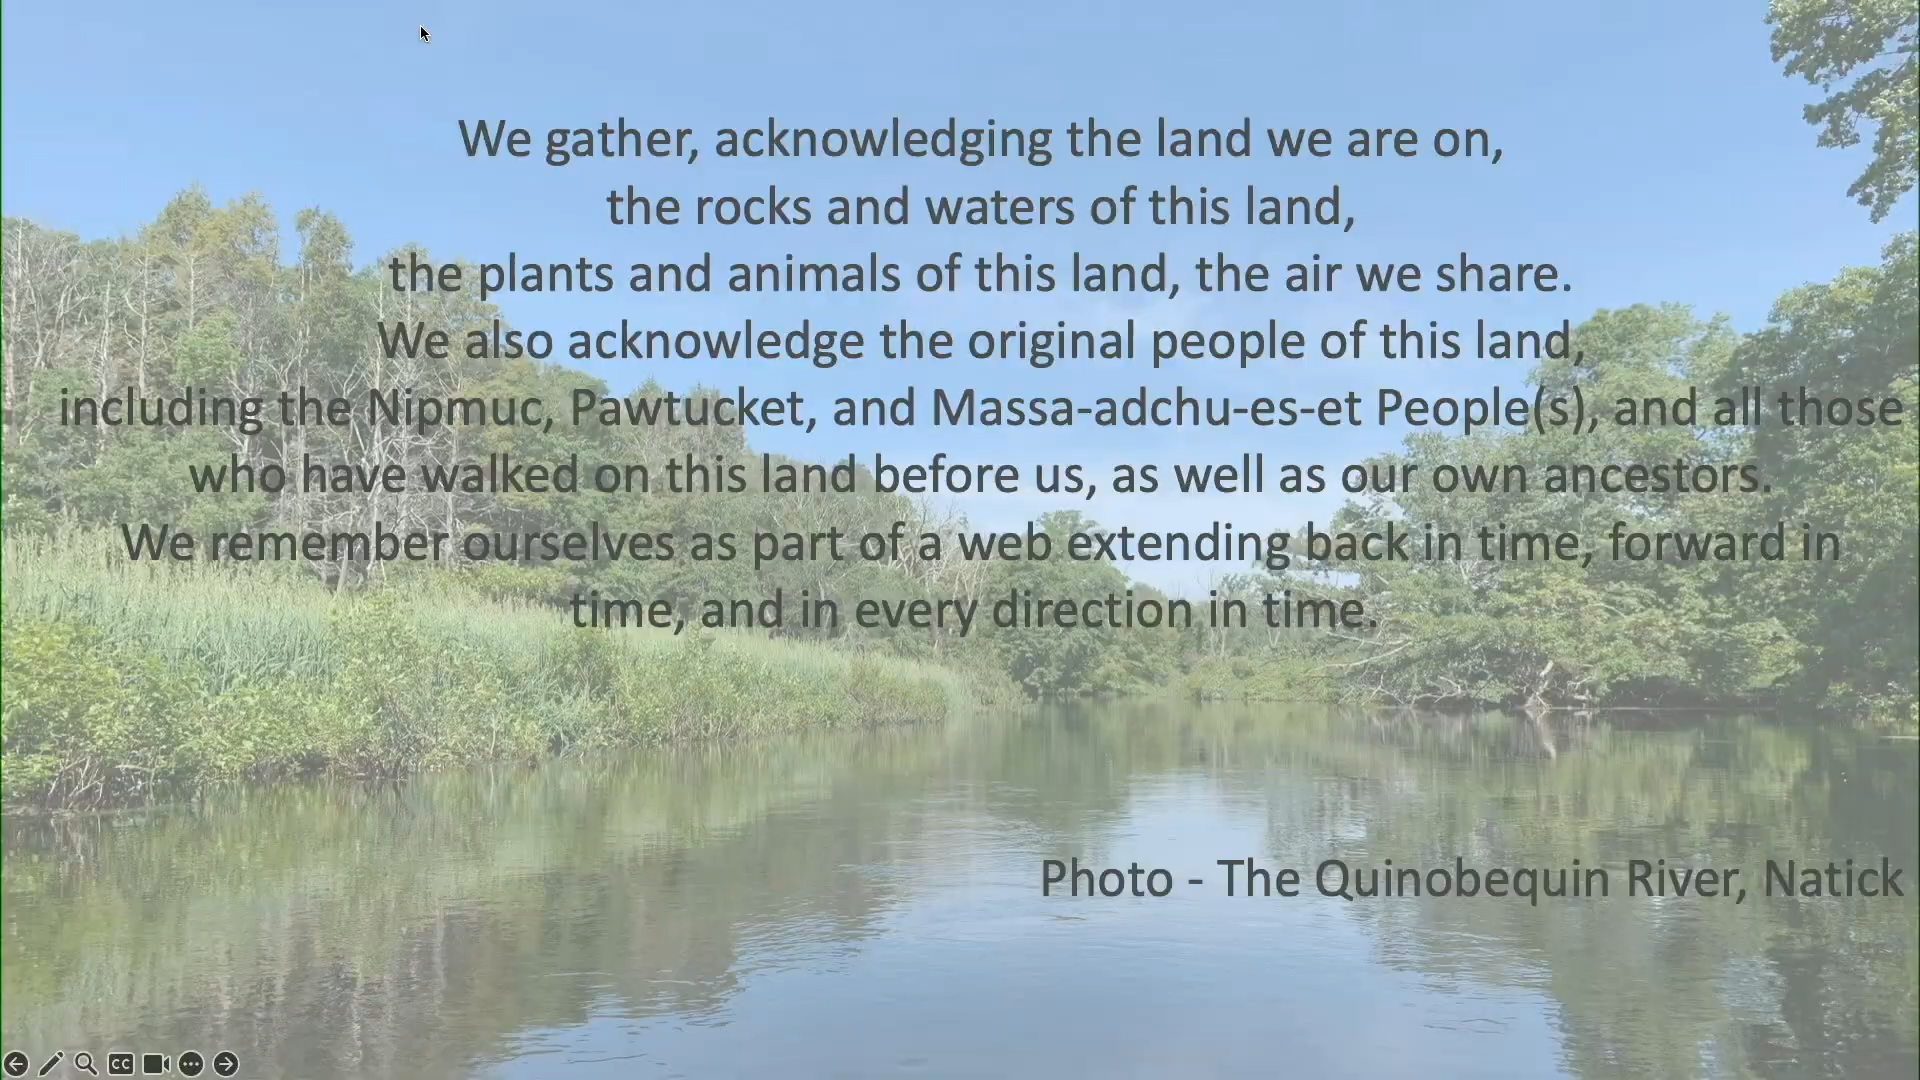 We gather, acknowledging the land we are on,
the rocks and waters of this land,
the plants and animals of this land, the air we share.
We also acknowledge the original people of this land,
including the Nipmuc, Pawtucket, and Massa-adchu-es-et People(s), and all those
who have walked on this land before us, as well as our own ancestors.
We remember ourselves as part of a web extending back in time, forward in
time, and in every direction in time.
Photo - The Quinobequin River, Natick
CC